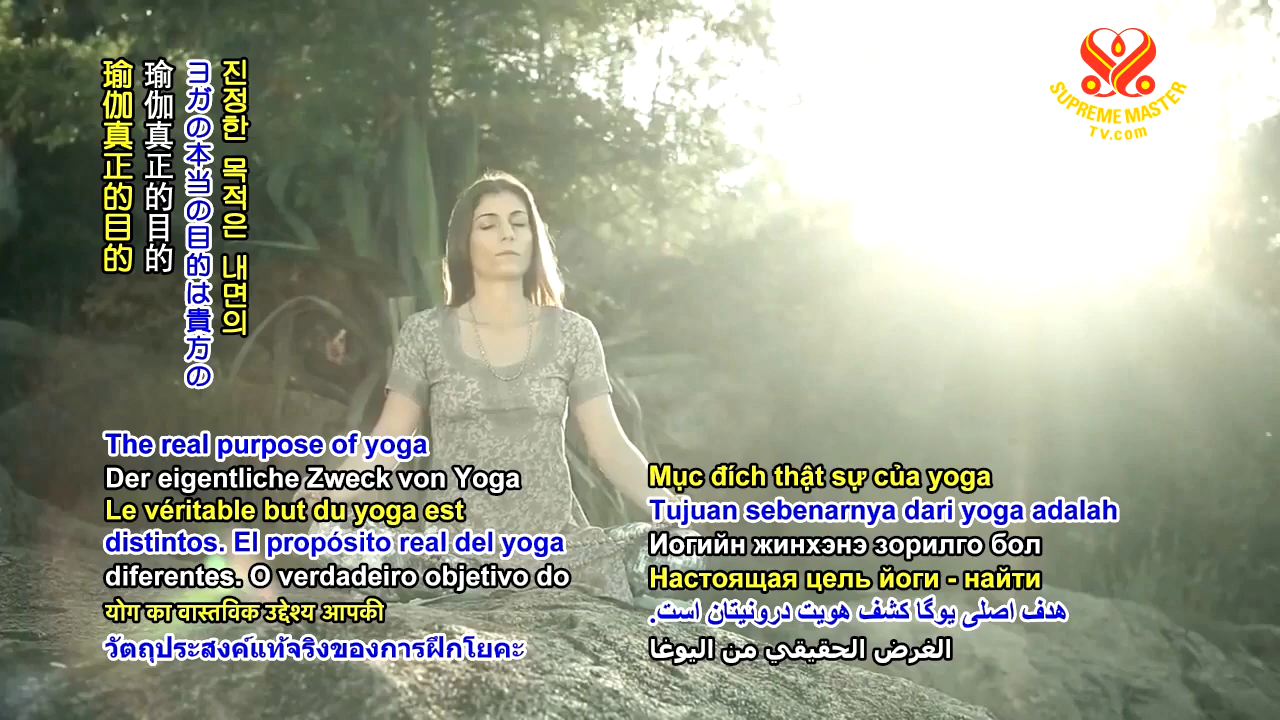 瑜伽真正的目的
瑜伽真正的目的
ヨガの本当の目的は貴方の
진정한 목적은 내면의
SUPREME MASTER
TV.com
The real purpose of yoga
Der eigentliche Zweck von Yoga
Le véritable but du yoga est
distintos. El propósito real del yoga
diferentes. O verdadeiro objetivo do
योग का वास्तविक उद्देश्य आपकी
วัตถุประสงค์แท้จริงของการฝึกโยคะ
Mục đích thật sự của yoga
Tujuan sebenarnya dari yoga adalah
Иогийн жинхэнэ зорилго бол
Настоящая цель йоги - найти
هدف اصلی یوگا کشف هویت درونیتان است.
الغرض الحقيقي من اليوغا